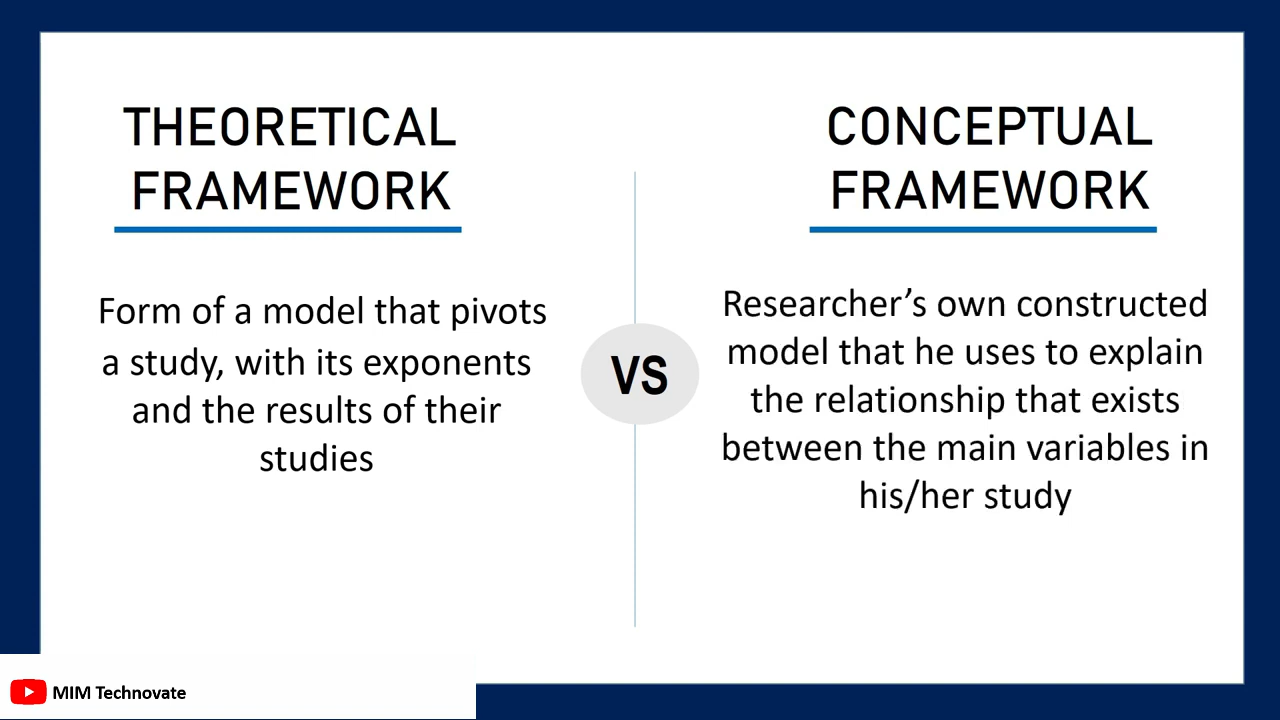 THEORETICAL
FRAMEWORK
Form of a model that pivots
a study, with its exponents
and the results of their
studies
VS
CONCEPTUAL
FRAMEWORK
Researcher’s own constructed
model that he uses to explain
the relationship that exists
between the main variables in
his/her study
MIM Technovate